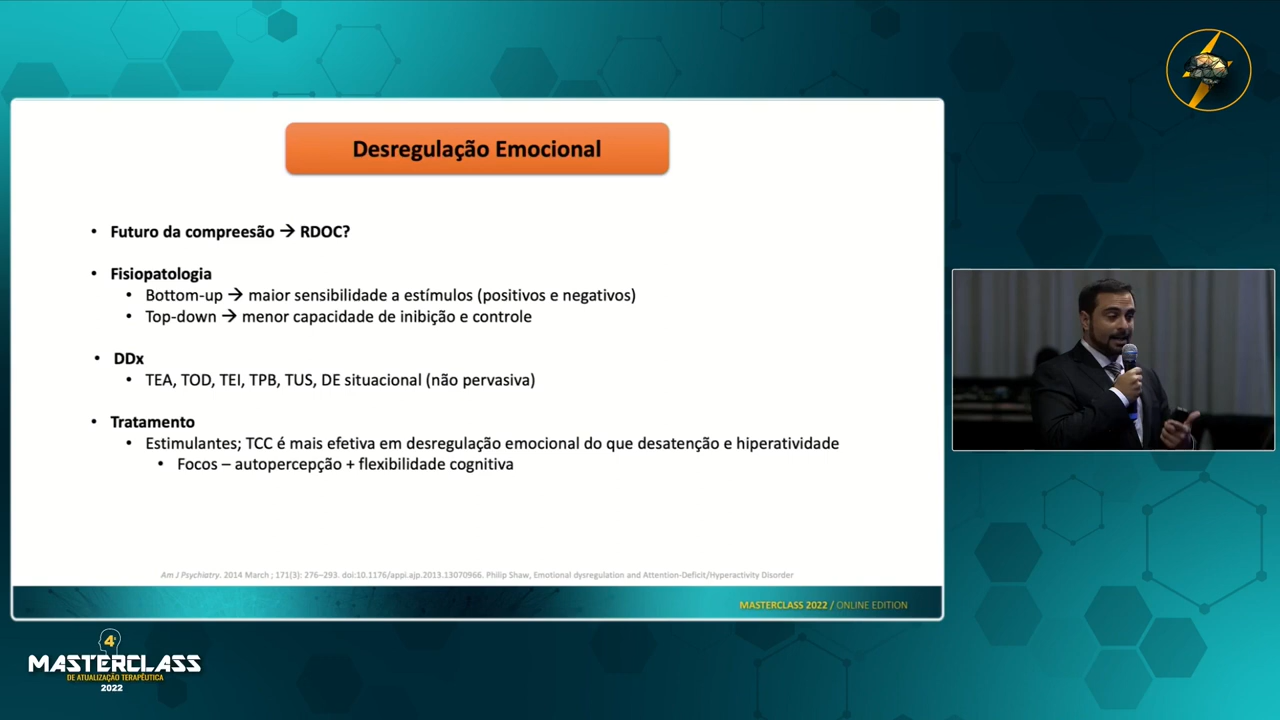 Desregulação Emocional
• Futuro da compreesão → RDOC?
• Fisiopatologia
• Bottom-up → maior sensibilidade a estímulos (positivos e negativos)
• Top-down → menor capacidade de inibição e controle
• DDx
• TEA, TOD, TEI, TPB, TUS, DE situacional (não pervasiva)
• Tratamento
• Estimulantes; TCC é mais efetiva em desregulação emocional do que desatenção e hiperatividade
• Focos – autopercepção + flexibilidade cognitiva
Am J Psychiatry. 2014 March ; 171(3): 276–293. doi:10.1176/appi.ajp.2013.13070966. Philip Shaw, Emotional dysregulation and Attention-Deficit/Hyperactivity Disorder
MASTERCLASS 2022 / ONLINE EDITION
4ª
MASTERCLASS
DE ATUALIZAÇÃO TERAPÊUTICA
2022